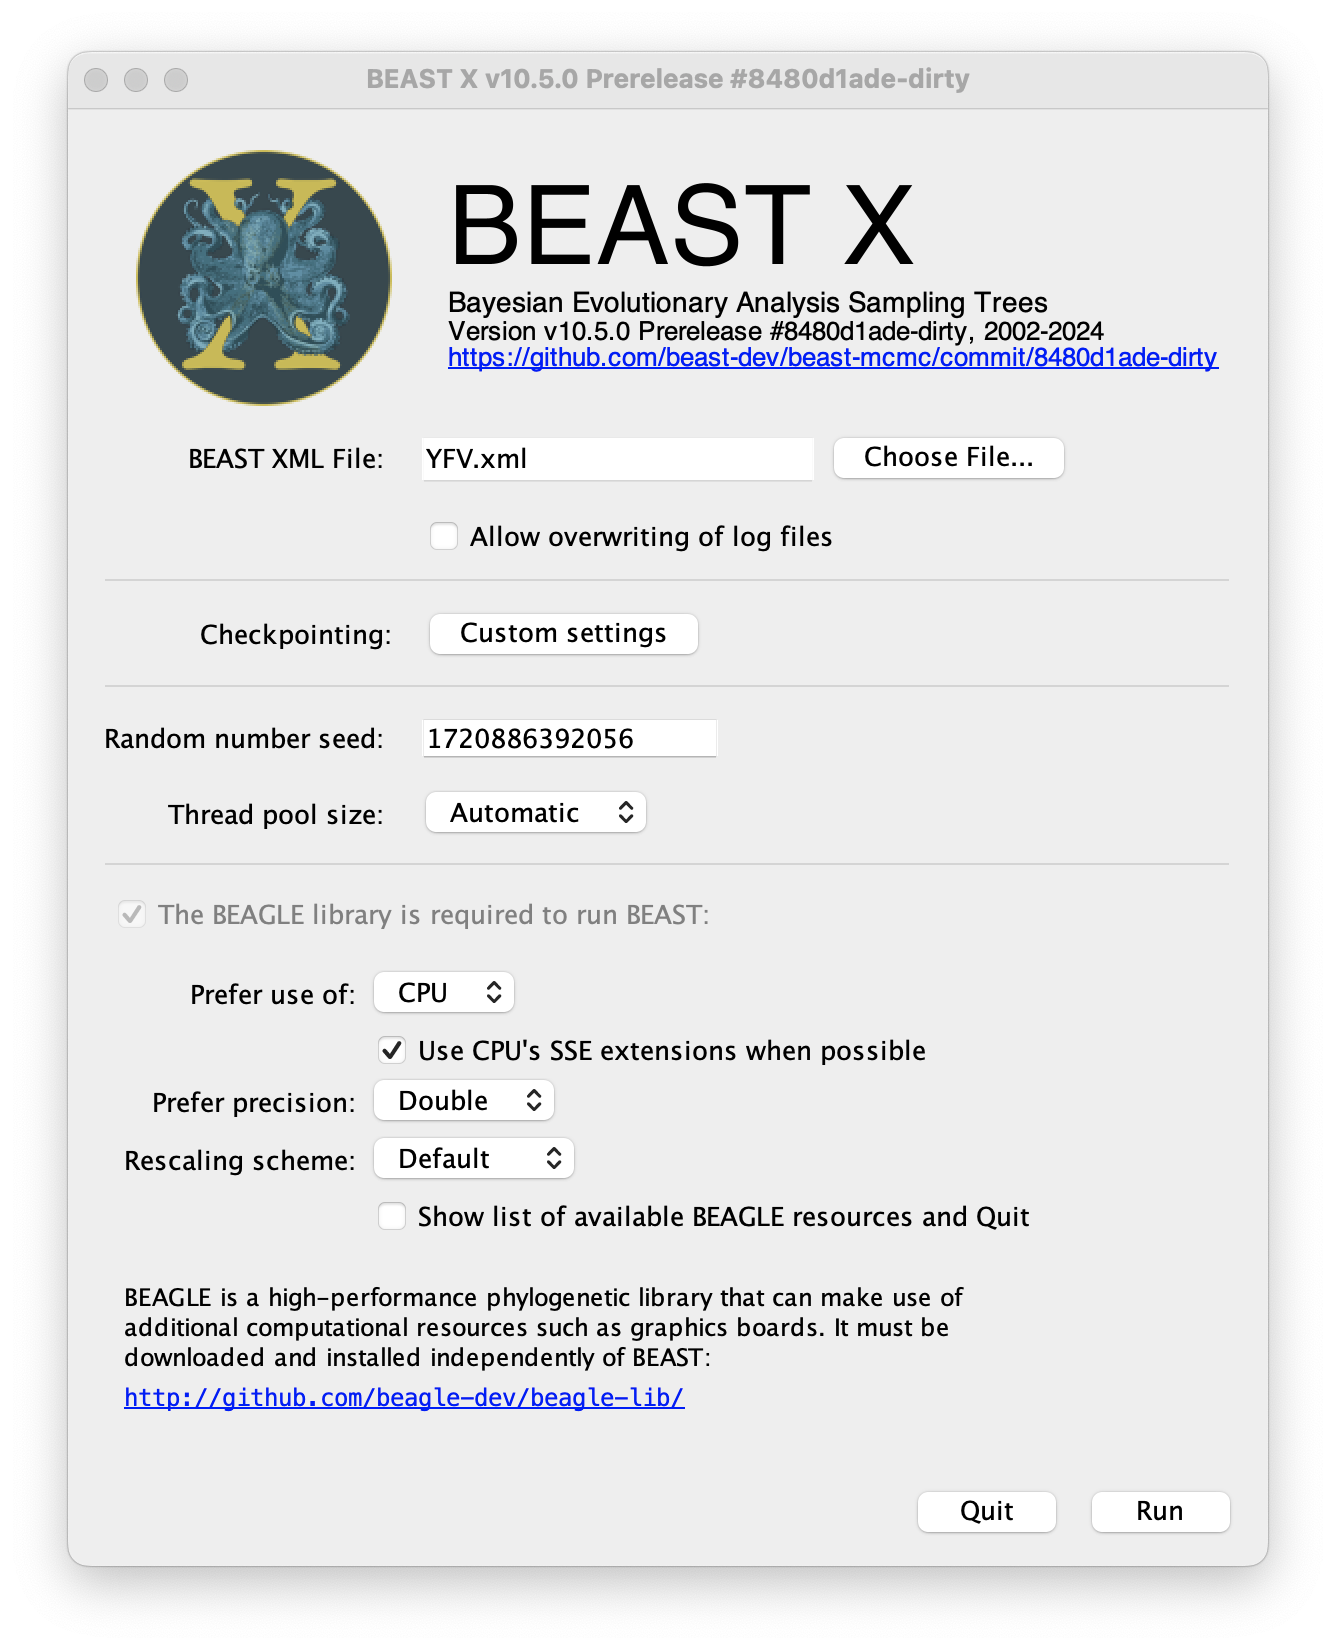 BEAST X v10.5.0 Prerelease #8480d1ade-dirty
X
BEAST X
Bayesian Evolutionary Analysis Sampling Trees
Version v10.5.0 Prerelease #8480d1ade-dirty, 2002-2024
https://github.com/beast-dev/beast-mcmc/commit/8480d1ade-dirty
BEAST XML File: YFV.xml Choose File...
Allow overwriting of log files
Checkpointing: Custom settings
Random number seed: 1720886392056
Thread pool size: Automatic
The BEAGLE library is required to run BEAST:
Prefer use of: CPU
Use CPU's SSE extensions when possible
Prefer precision: Double
Rescaling scheme: Default
Show list of available BEAGLE resources and Quit
BEAGLE is a high-performance phylogenetic library that can make use of
additional computational resources such as graphics boards. It must be
downloaded and installed independently of BEAST:
http://github.com/beagle-dev/beagle-lib/
Quit Run